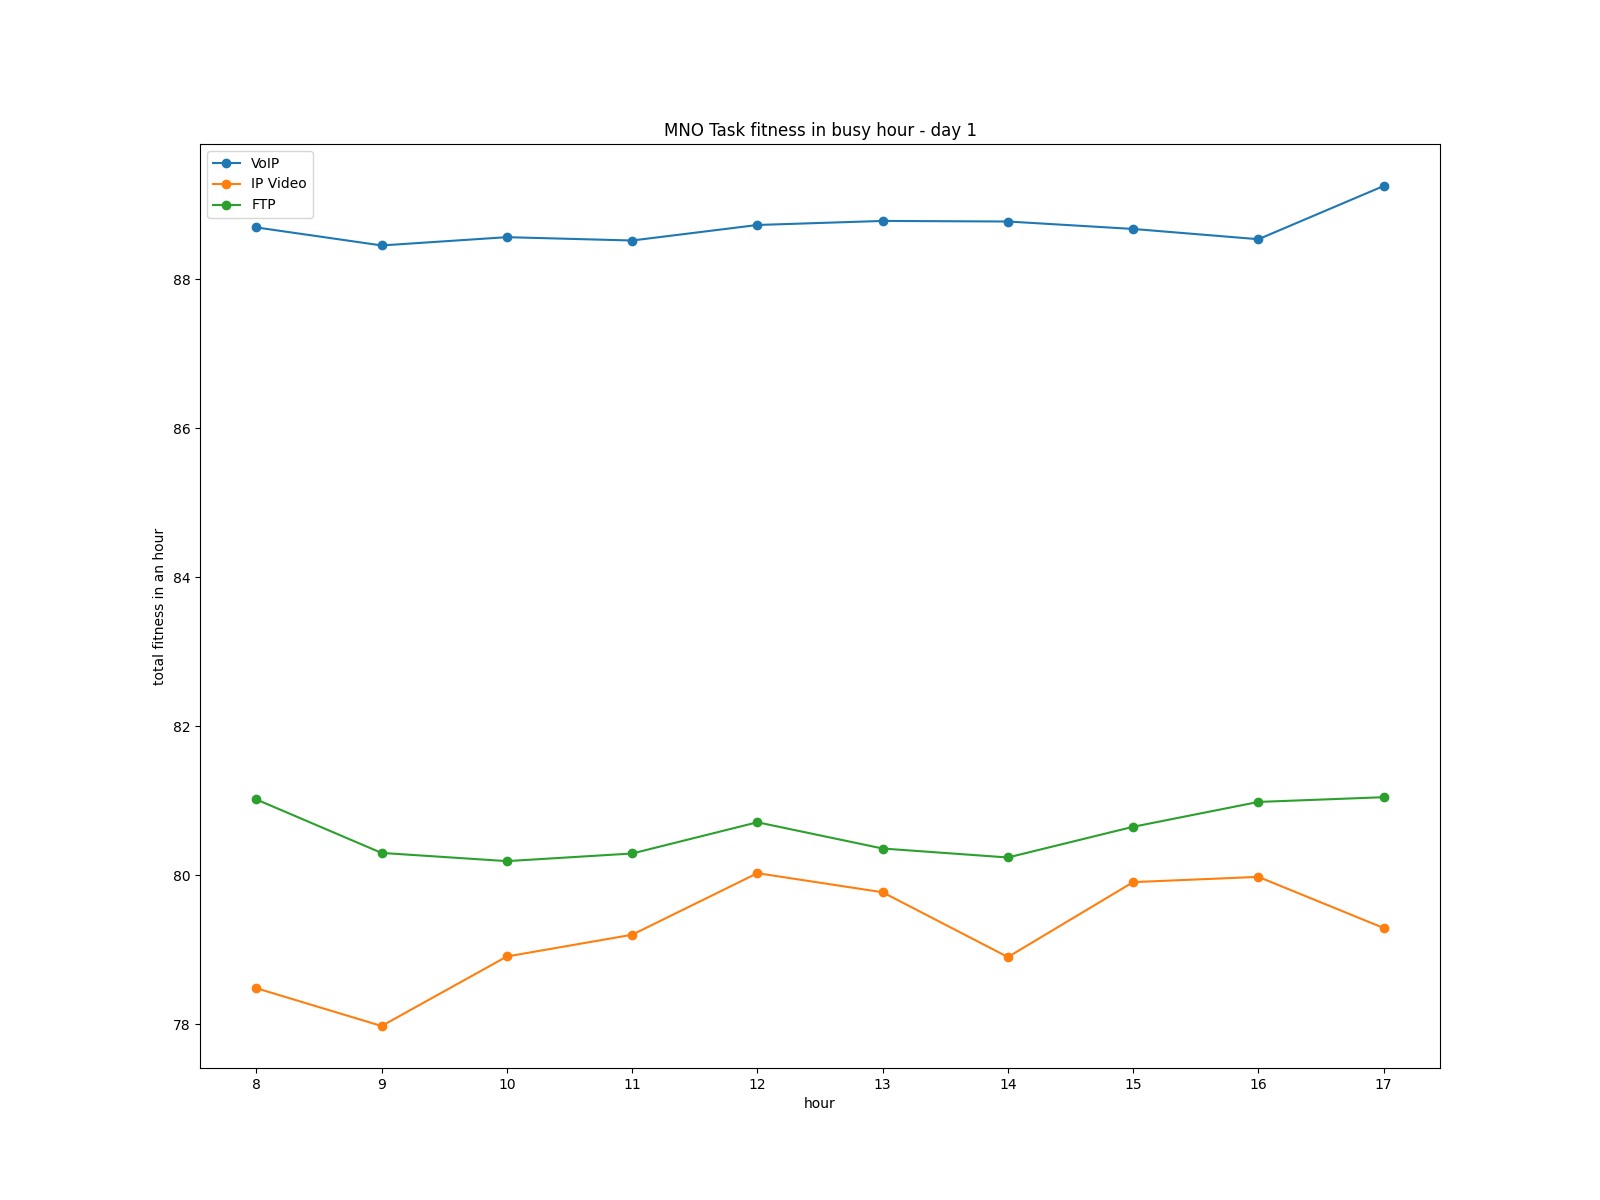 MNO Task fitness in busy hour - day 1
VoIP
IP Video
FTP
88
86
84
82
80
78
total fitness in an hour
8 9 10 11 12 13 14 15 16 17
hour